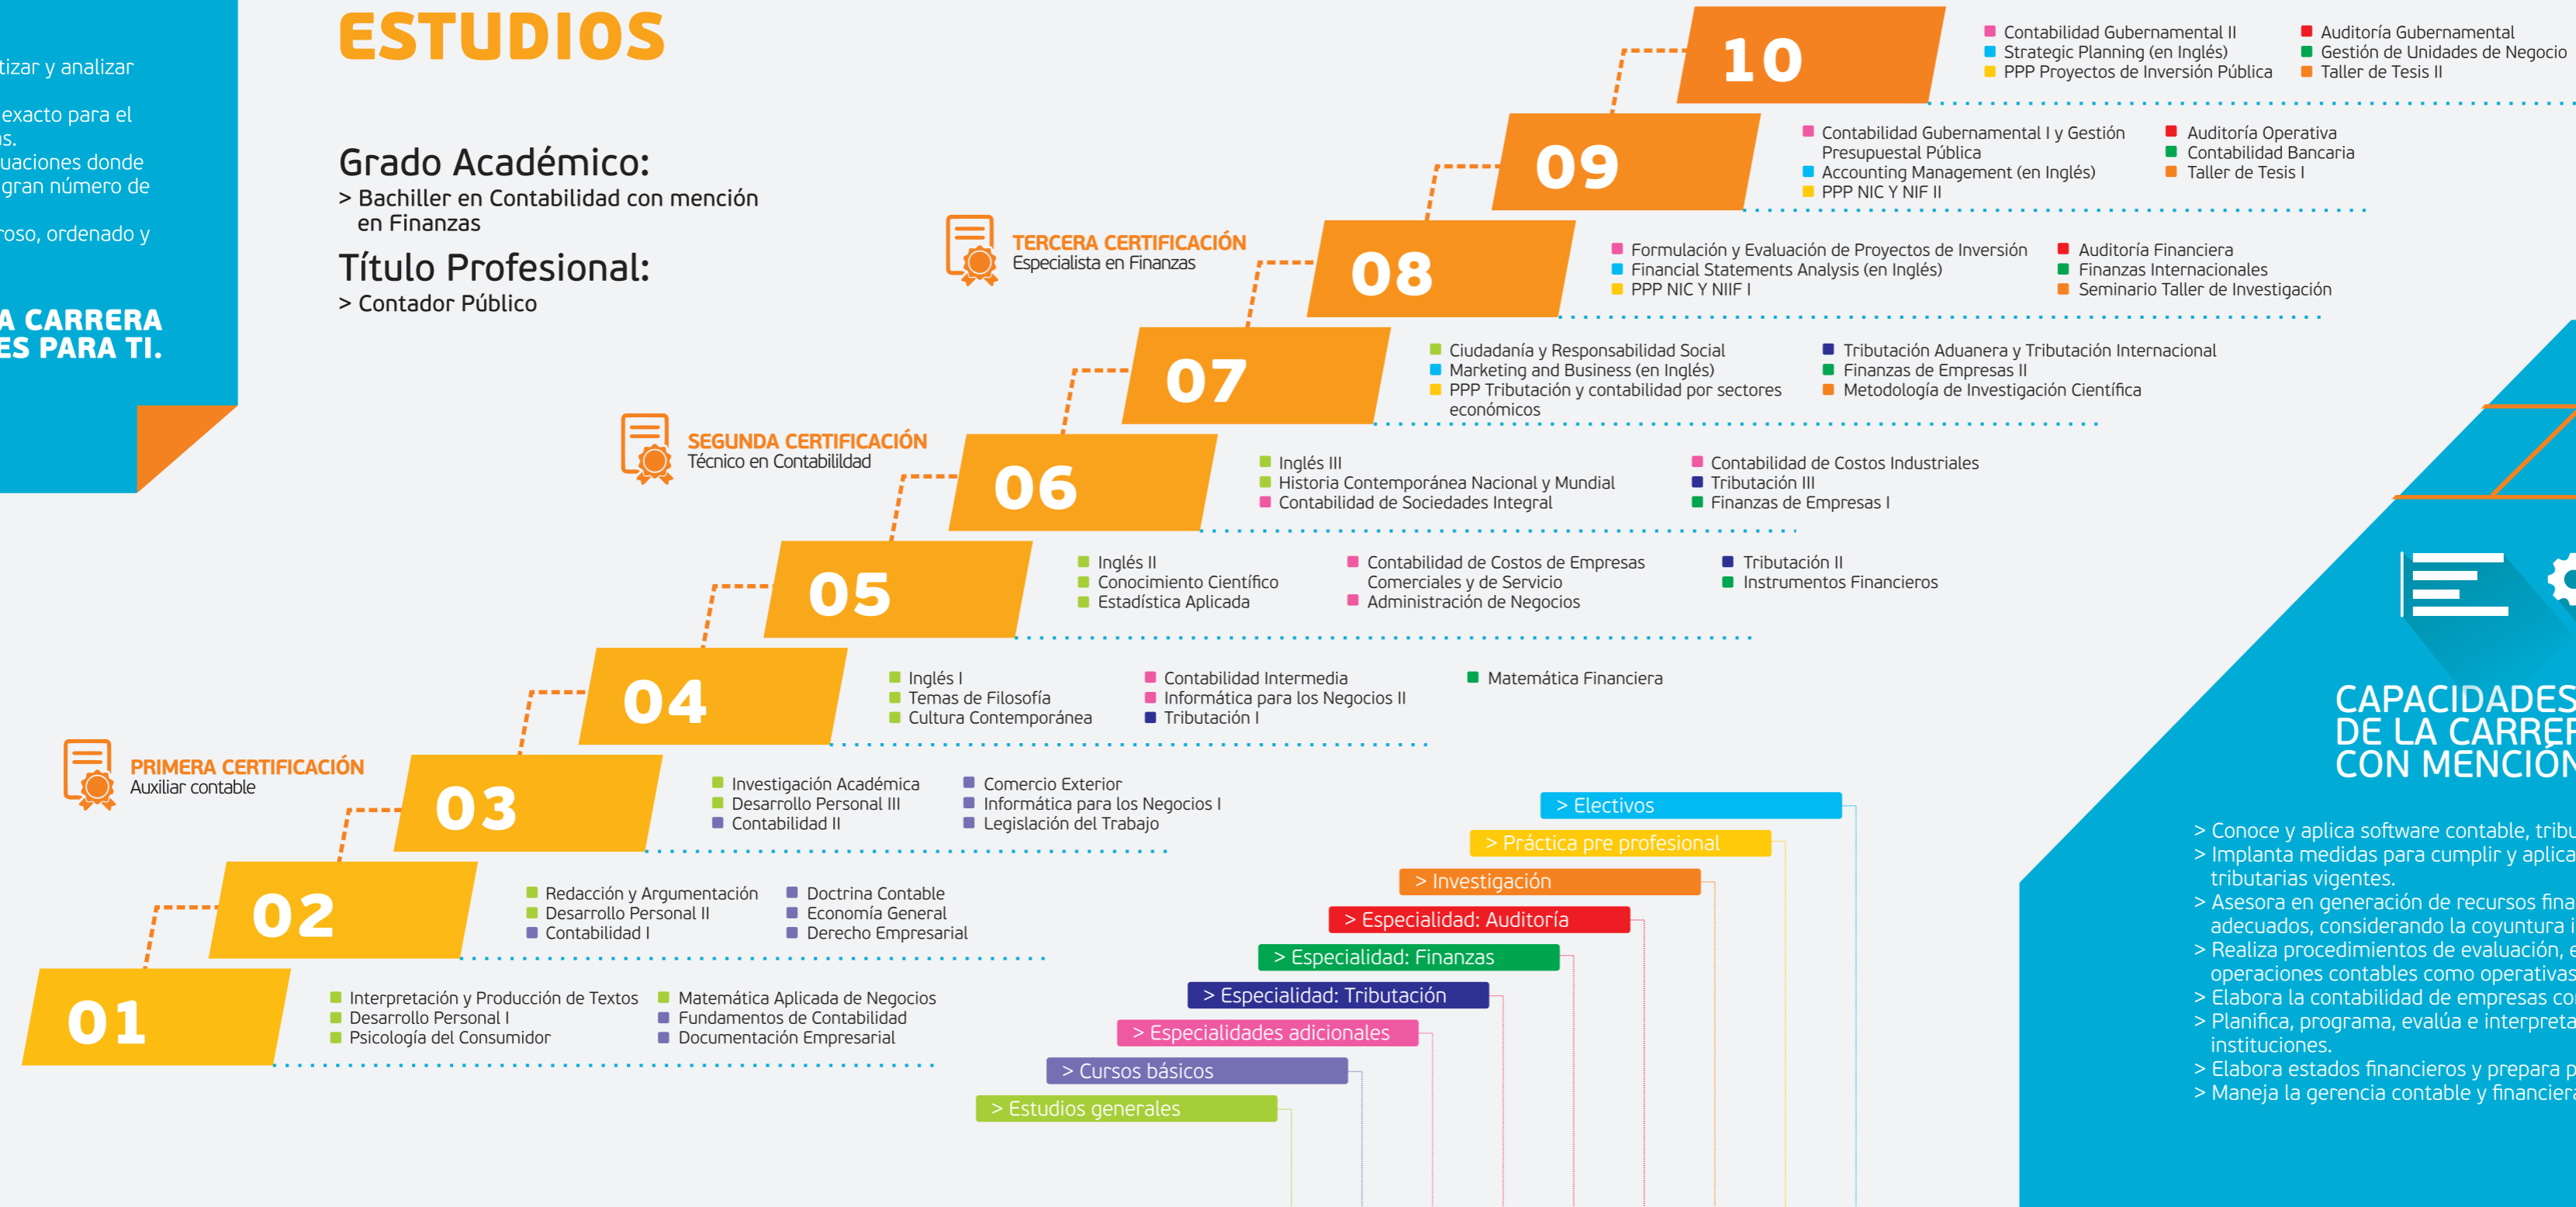 tizar y analizar
exacto para el
as.
uaciones donde
gran número de
roso, ordenado y
A CARRERA
ES PARA TI.
ESTUDIOS
Grado Académico:
> Bachiller en Contabilidad con mención
en Finanzas
Título Profesional:
> Contador Público
10
Contabilidad Gubernamental II
Strategic Planning (en Inglés)
PPP Proyectos de Inversión Pública
Auditoría Gubernamental
Gestión de Unidades de Negocio
Taller de Tesis II
09
Contabilidad Gubernamental I y Gestión
Presupuestal Pública
Accounting Management (en Inglés)
PPP NIC Y NIF II
Auditoría Operativa
Contabilidad Bancaria
Taller de Tesis I
TERCERA CERTIFICACIÓN
Especialista en Finanzas
08
Formulación y Evaluación de Proyectos de Inversión
Financial Statements Analysis (en Inglés)
PPP NIC Y NIIF I
Auditoría Financiera
Finanzas Internacionales
Seminario Taller de Investigación
07
Ciudadanía y Responsabilidad Social
Marketing and Business (en Inglés)
PPP Tributación y contabilidad por sectores
económicos
Tributación Aduanera y Tributación Internacional
Finanzas de Empresas II
Metodología de Investigación Científica
SEGUNDA CERTIFICACIÓN
Técnico en Contabilildad
06
Inglés III
Historia Contemporánea Nacional y Mundial
Contabilidad de Sociedades Integral
Contabilidad de Costos Industriales
Tributación III
Finanzas de Empresas I
05
Inglés II
Conocimiento Científico
Estadística Aplicada
Contabilidad de Costos de Empresas
Comerciales y de Servicio
Administración de Negocios
Tributación II
Instrumentos Financieros
04
Inglés I
Temas de Filosofía
Cultura Contemporánea
Contabilidad Intermedia
Informática para los Negocios II
Tributación I
Matemática Financiera
PRIMERA CERTIFICACIÓN
Auxiliar contable
03
Investigación Académica
Desarrollo Personal III
Contabilidad II
Comercio Exterior
Informática para los Negocios I
Legislación del Trabajo
02
Redacción y Argumentación
Desarrollo Personal II
Contabilidad I
Doctrina Contable
Economía General
Derecho Empresarial
01
Interpretación y Producción de Textos
Desarrollo Personal I
Psicología del Consumidor
Matemática Aplicada de Negocios
Fundamentos de Contabilidad
Documentación Empresarial
> Electivos
> Práctica pre profesional
> Investigación
> Especialidad: Auditoría
> Especialidad: Finanzas
> Especialidad: Tributación
> Especialidades adicionales
> Cursos básicos
> Estudios generales
CAPACIDADES
DE LA CARRER
CON MENCIÓN
> Conoce y aplica software contable, tribu
> Implanta medidas para cumplir y aplica
tributarias vigentes.
> Asesora en generación de recursos fina
adecuados, considerando la coyuntura i
> Realiza procedimientos de evaluación, e
operaciones contables como operativas
> Elabora la contabilidad de empresas co
> Planifica, programa, evalúa e interpreta
instituciones.
> Elabora estados financieros y prepara p
> Maneja la gerencia contable y financiera